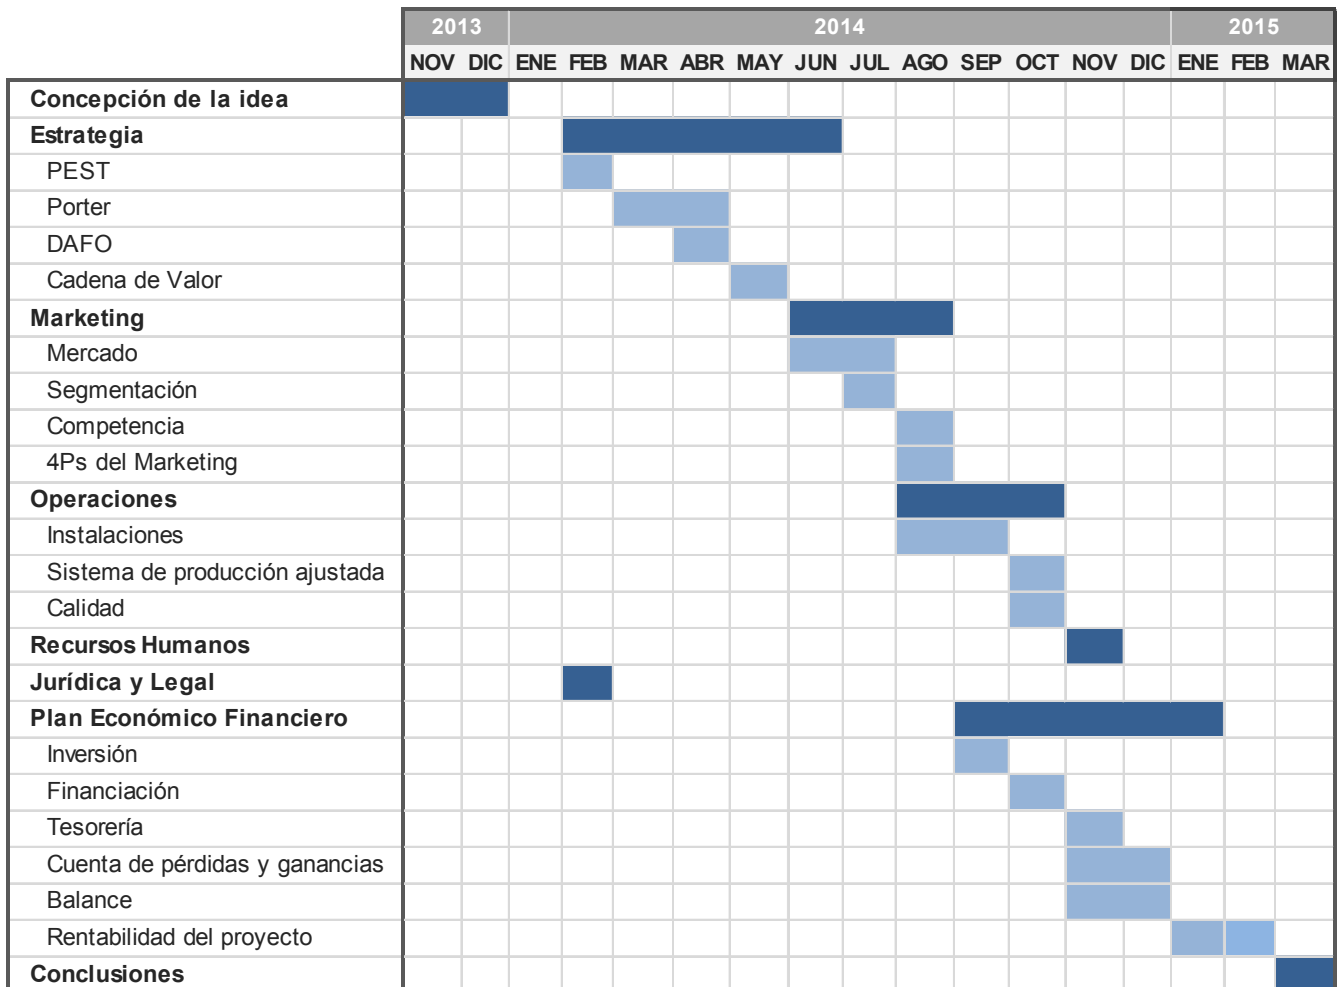 2013 2014 2015
NOV DIC ENE FEB MAR ABR MAY JUN JUL AGO SEP OCT NOV DIC ENE FEB MAR
Concepción de la idea
Estrategia
PEST
Porter
DAFO
Cadena de Valor
Marketing
Mercado
Segmentación
Competencia
4Ps del Marketing
Operaciones
Instalaciones
Sistema de producción ajustada
Calidad
Recursos Humanos
Jurídica y Legal
Plan Económico Financiero
Inversión
Financiación
Tesorería
Cuenta de pérdidas y ganancias
Balance
Rentabilidad del proyecto
Conclusiones